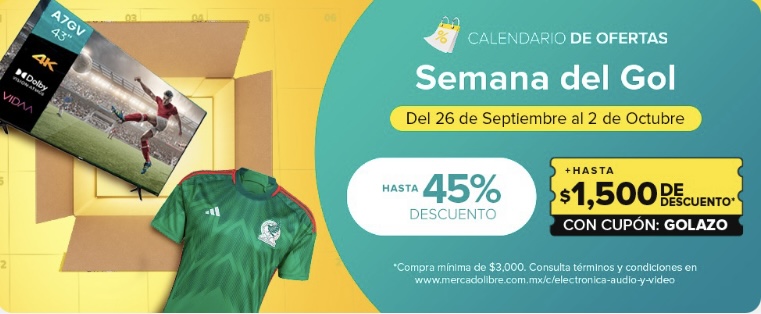 A7GV
43"
4K
Dolby
VISION·ATMOS
VIDAA
CALENDARIO DE OFERTAS
Semana del Gol
Del 26 de Septiembre al 2 de Octubre
HASTA 45%
DESCUENTO
+HASTA
$1,500 DE DESCUENTO*
CON CUPÓN: GOLAZO
*Compra mínima de $3,000. Consulta términos y condiciones en
www.mercadolibre.com.mx/c/electronica-audio-y-video